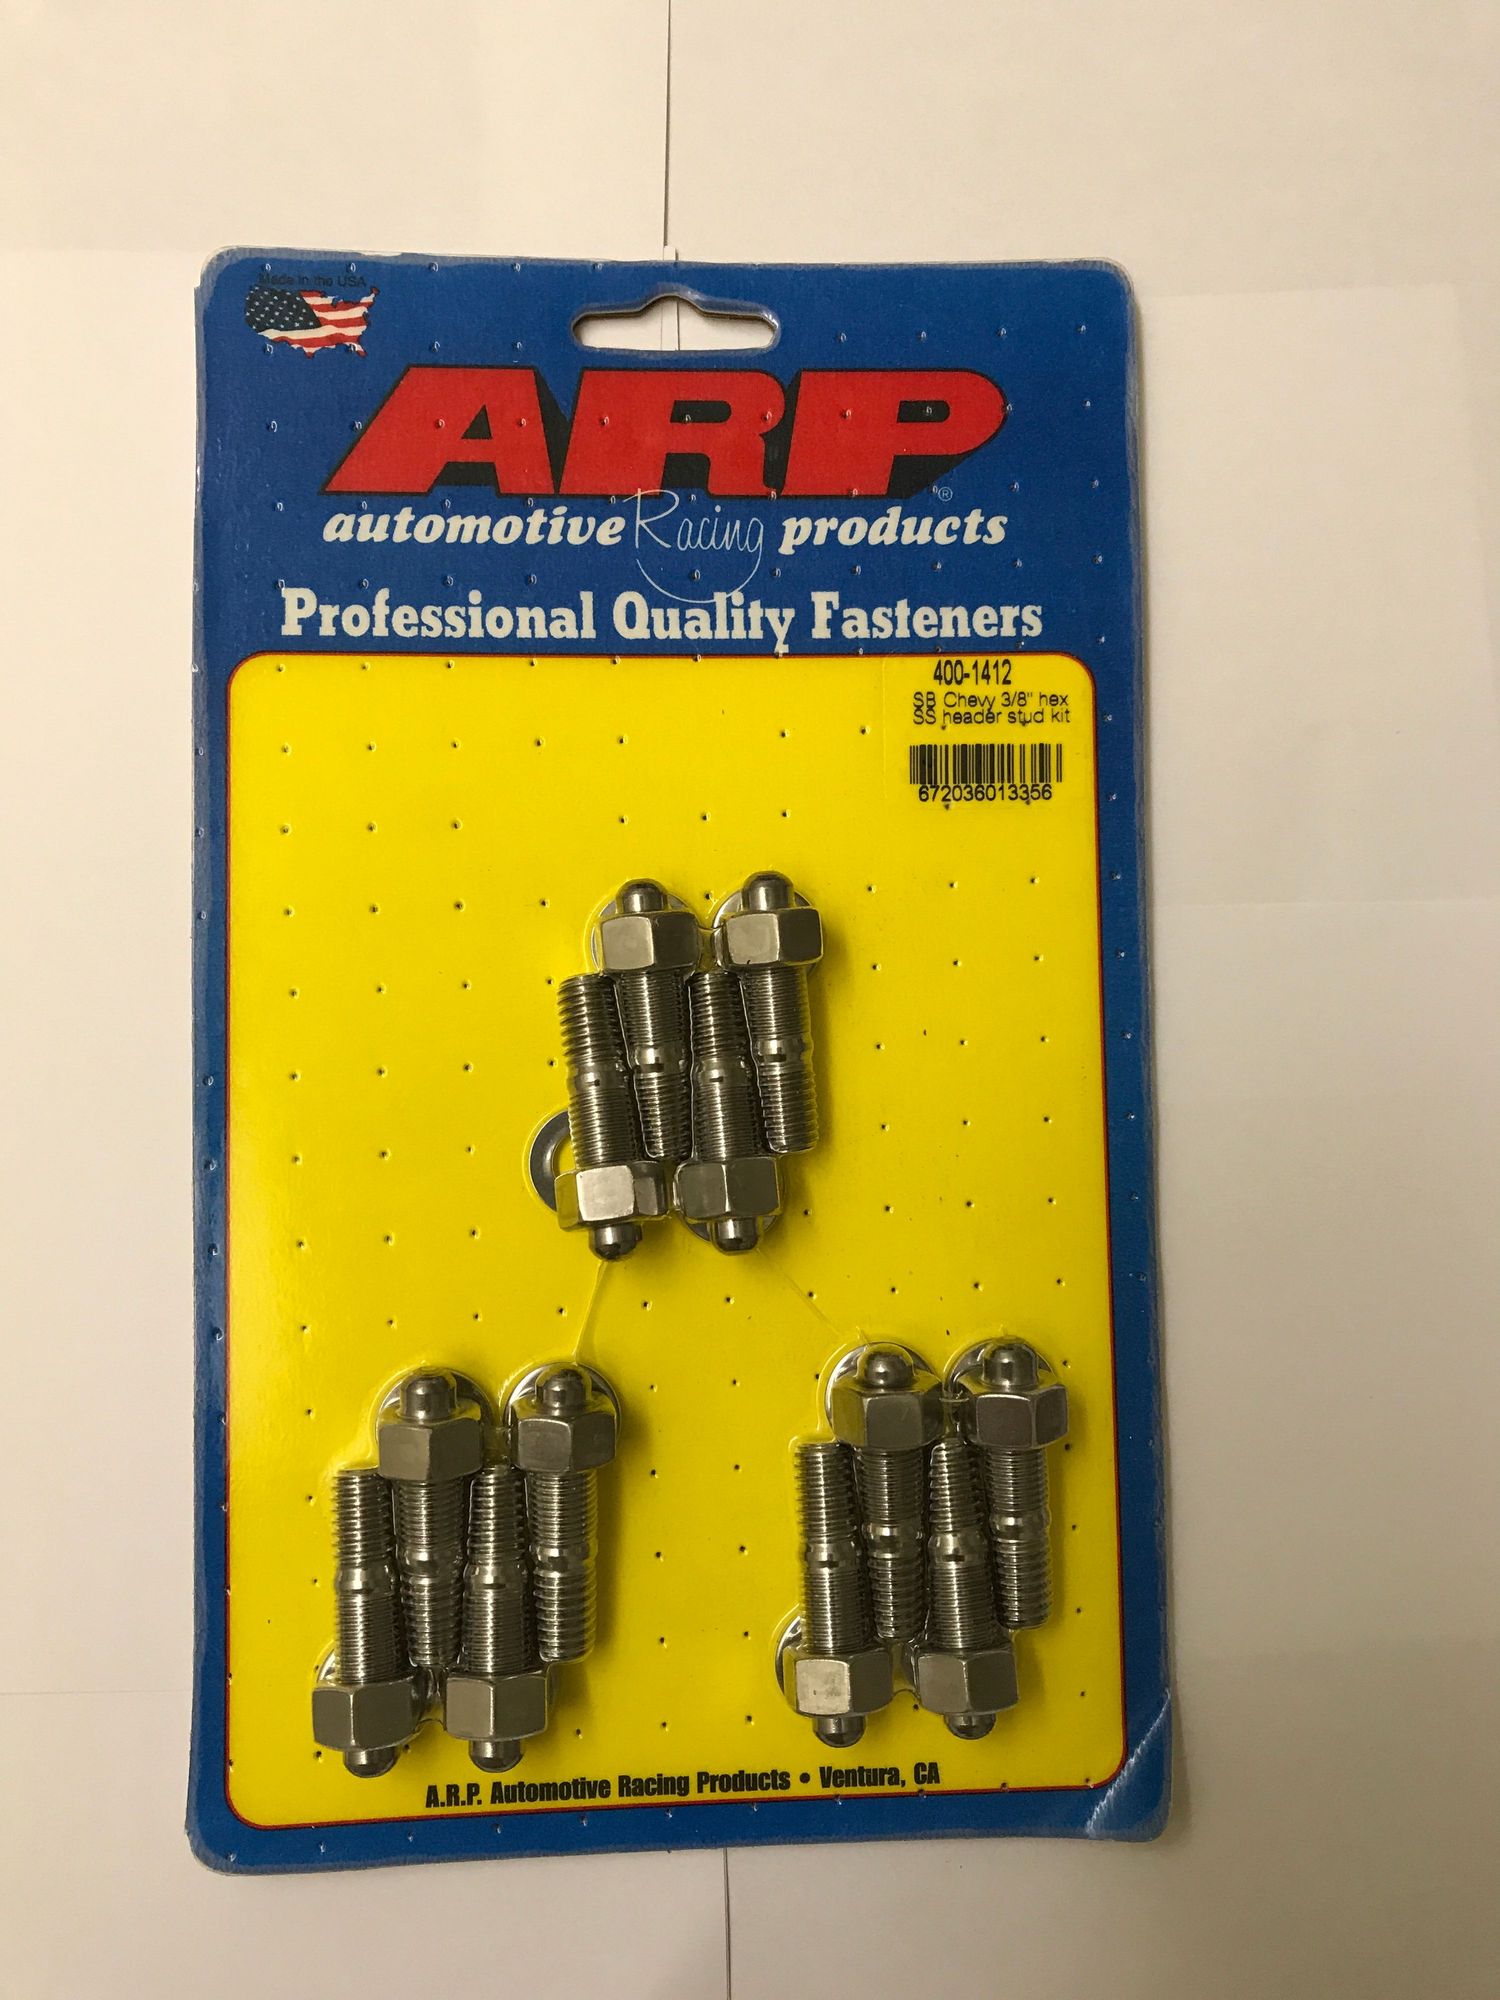 Made in the USA
ARP®
automotive Racing products
Professional Quality Fasteners
400-1412
SB Chevy 3/8" hex
SS header stud kit
672036013356
A.R.P. Automotive Racing Products • Ventura, CA